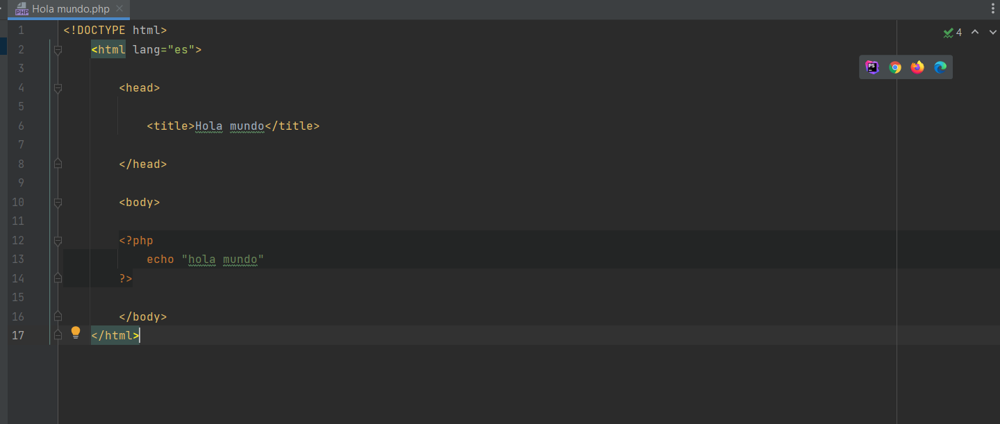 Hola mundo.php
4
1 <!DOCTYPE html>
2 <html lang="es">
3
4 <head>
5
6 <title>Hola mundo</title>
7
8 </head>
9
10 <body>
11
12 <?php
13 echo "hola mundo"
14 ?>
15
16 </body>
17 </html>
PHP
PS